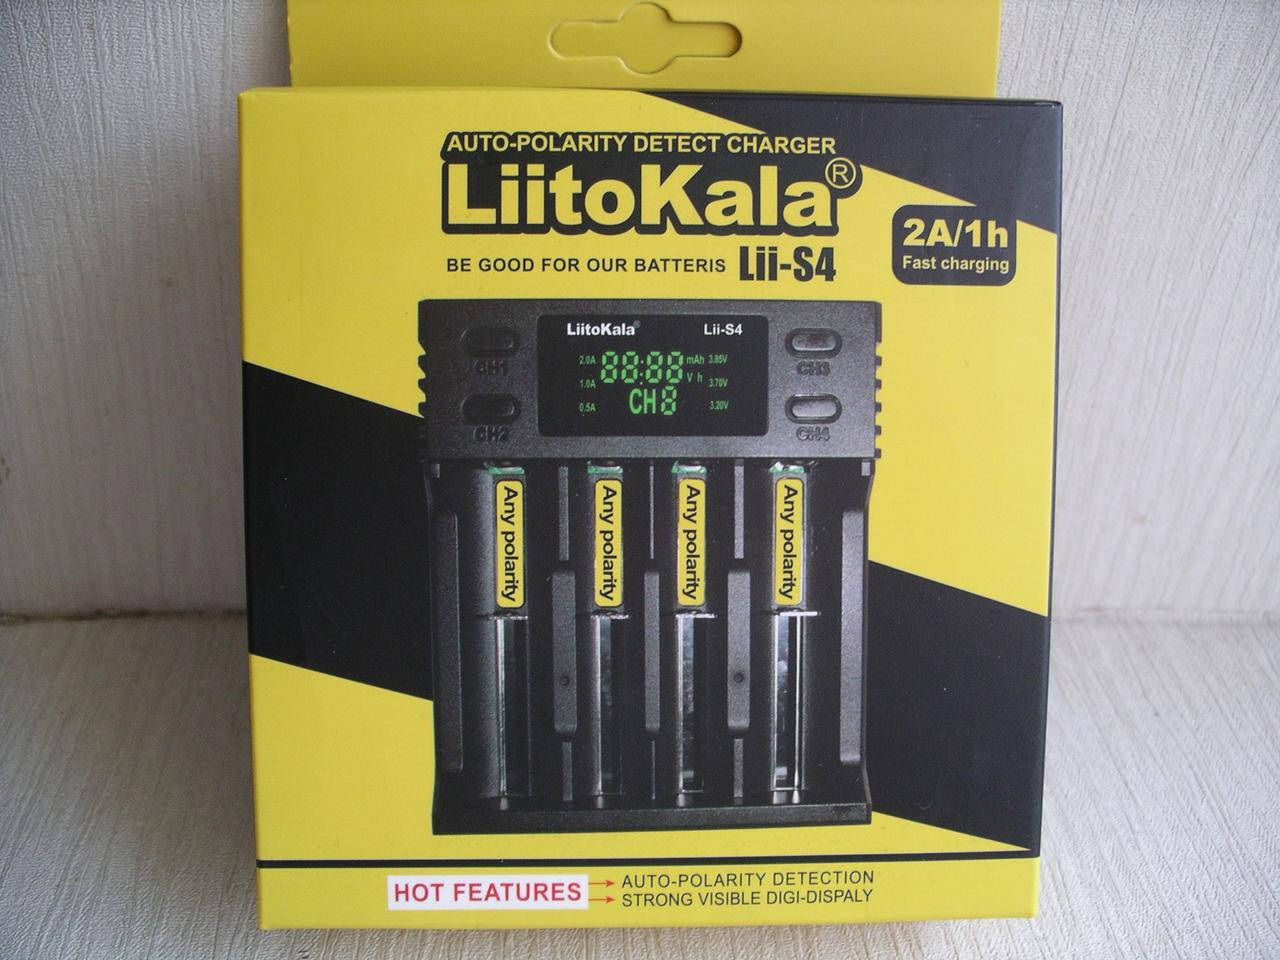 AUTO-POLARITY DETECT CHARGER
LiitoKala®
BE GOOD FOR OUR BATTERIS Lii-S4
2A/1h
Fast charging
LiitoKala® Lii-S4
2.0A 88:88 mAh 3.85V
1.0A V h 3.70V
0.5A CH8 3.20V
CH1
CH2
CH3
CH4
Any polarity
Any polarity
Any polarity
Any polarity
HOT FEATURES
AUTO-POLARITY DETECTION
STRONG VISIBLE DIGI-DISPALY